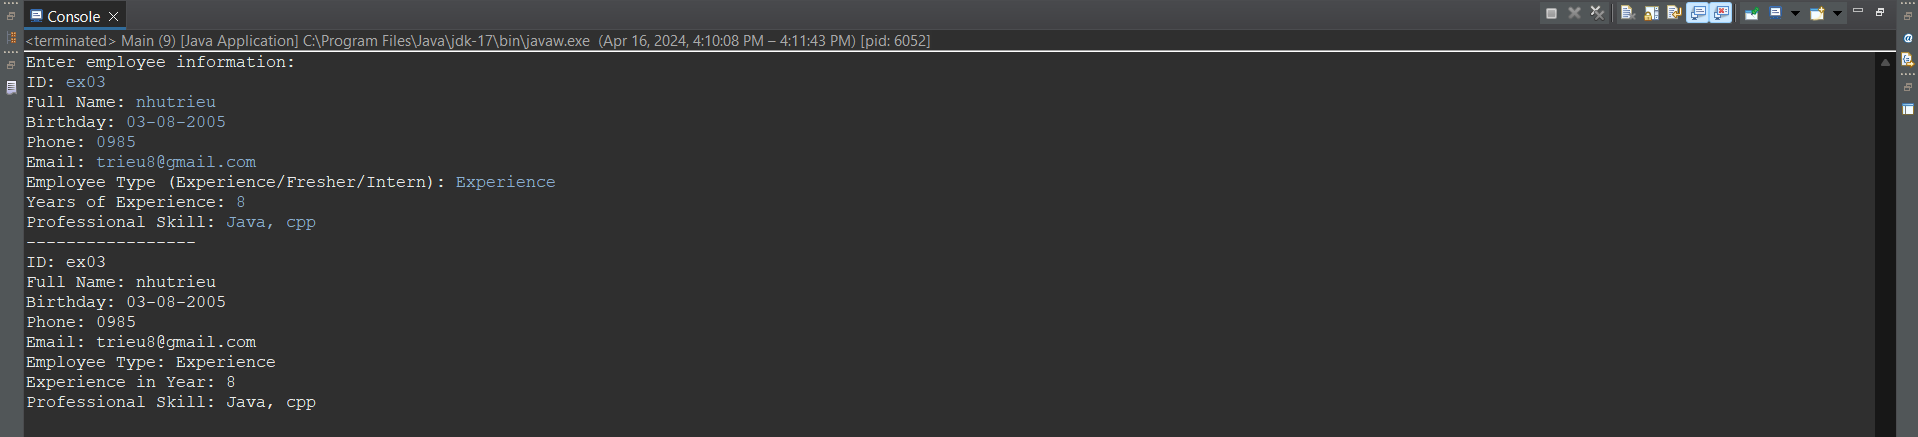 Console
<terminated> Main (9) [Java Application] C:\Program Files\Java\jdk-17\bin\javaw.exe  (Apr 16, 2024, 4:10:08 PM – 4:11:43 PM) [pid: 6052]
Enter employee information:
ID: ex03
Full Name: nhutrieu
Birthday: 03-08-2005
Phone: 0985
Email: trieu8@gmail.com
Employee Type (Experience/Fresher/Intern): Experience
Years of Experience: 8
Professional Skill: Java, cpp
-----------------
ID: ex03
Full Name: nhutrieu
Birthday: 03-08-2005
Phone: 0985
Email: trieu8@gmail.com
Employee Type: Experience
Experience in Year: 8
Professional Skill: Java, cpp